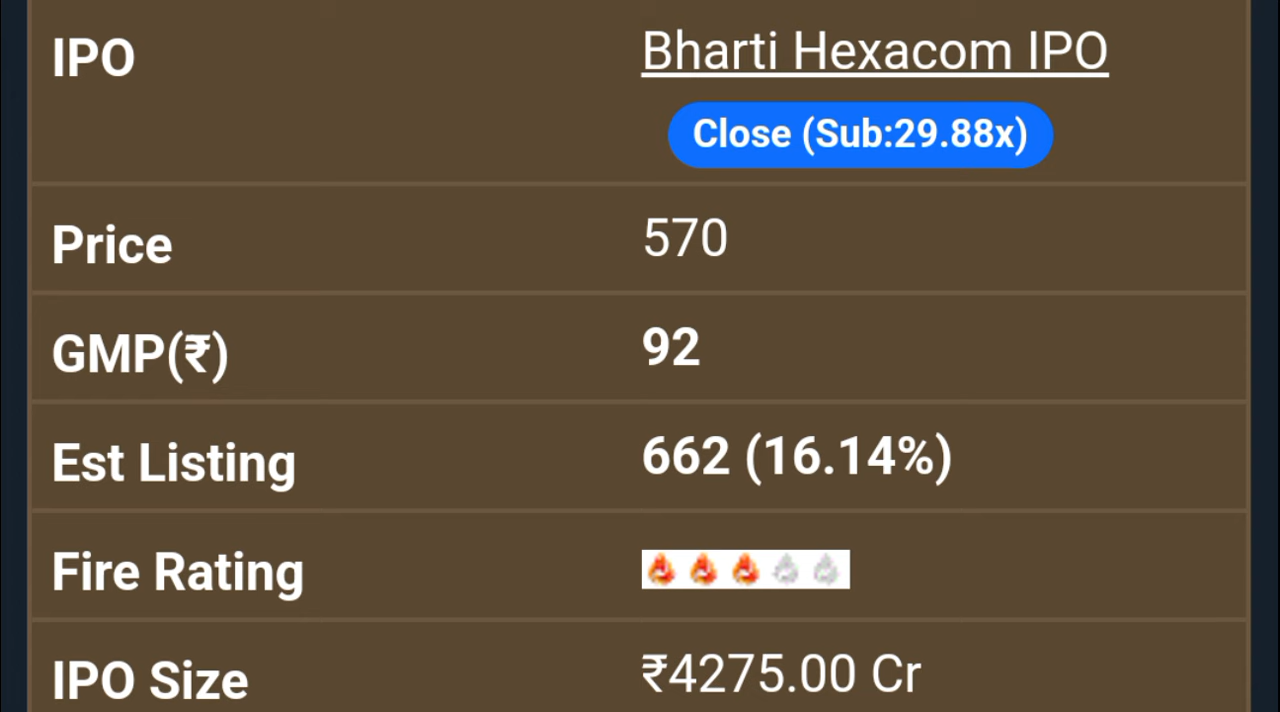 IPO
Bharti Hexacom IPO
Close (Sub:29.88x)
Price
570
GMP(₹)
92
Est Listing
662 (16.14%)
Fire Rating
IPO Size
₹4275.00 Cr